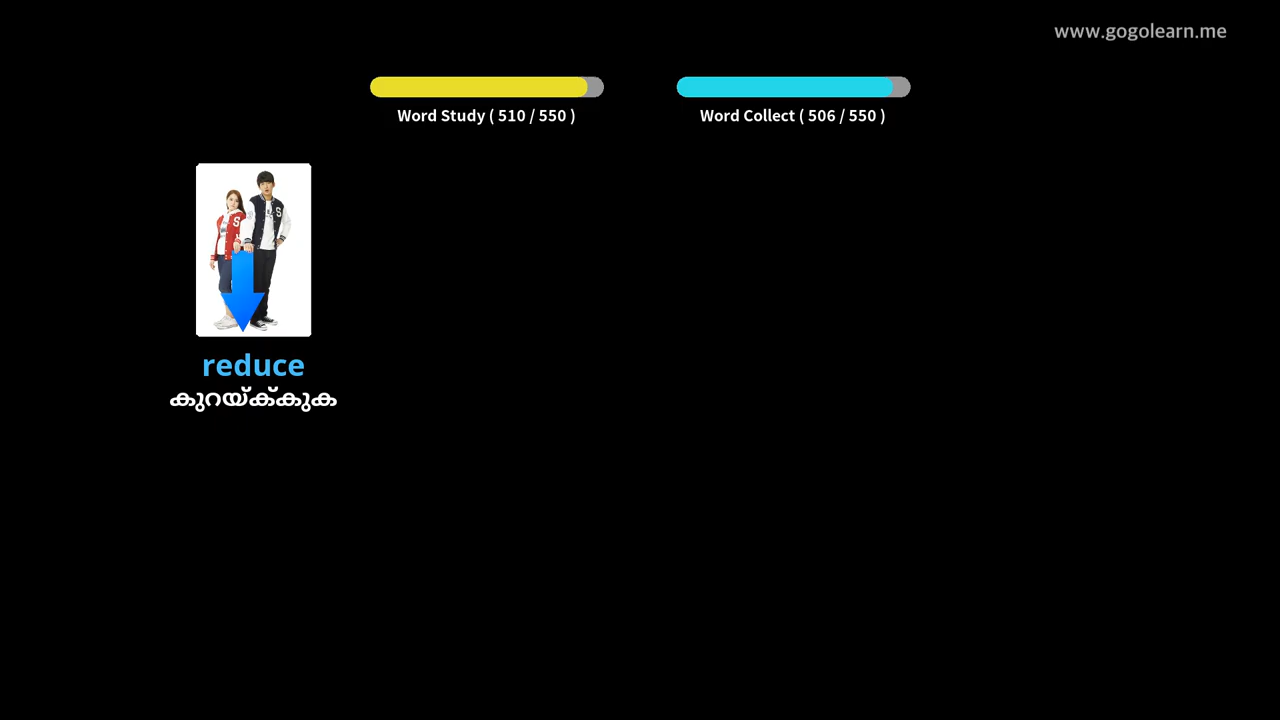 www.gogolearn.me
Word Study ( 510 / 550 )
Word Collect ( 506 / 550 )
S
S
reduce
കുറയ്ക്കുക